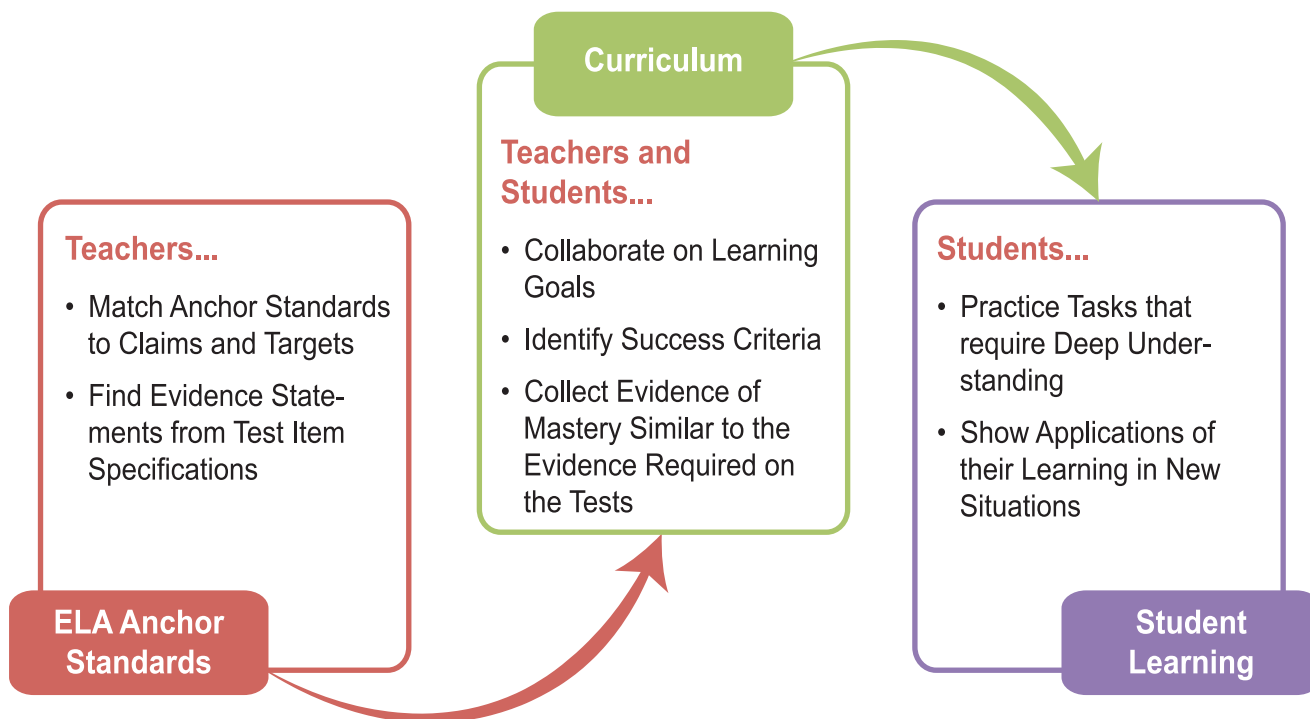 Teachers...
• Match Anchor Standards
to Claims and Targets
• Find Evidence State-
ments from Test Item
Specifications
ELA Anchor
Standards
Curriculum
Teachers and
Students...
• Collaborate on Learning
Goals
• Identify Success Criteria
• Collect Evidence of
Mastery Similar to the
Evidence Required on
the Tests
Students...
• Practice Tasks that
require Deep Under-
standing
• Show Applications of
their Learning in New
Situations
Student
Learning